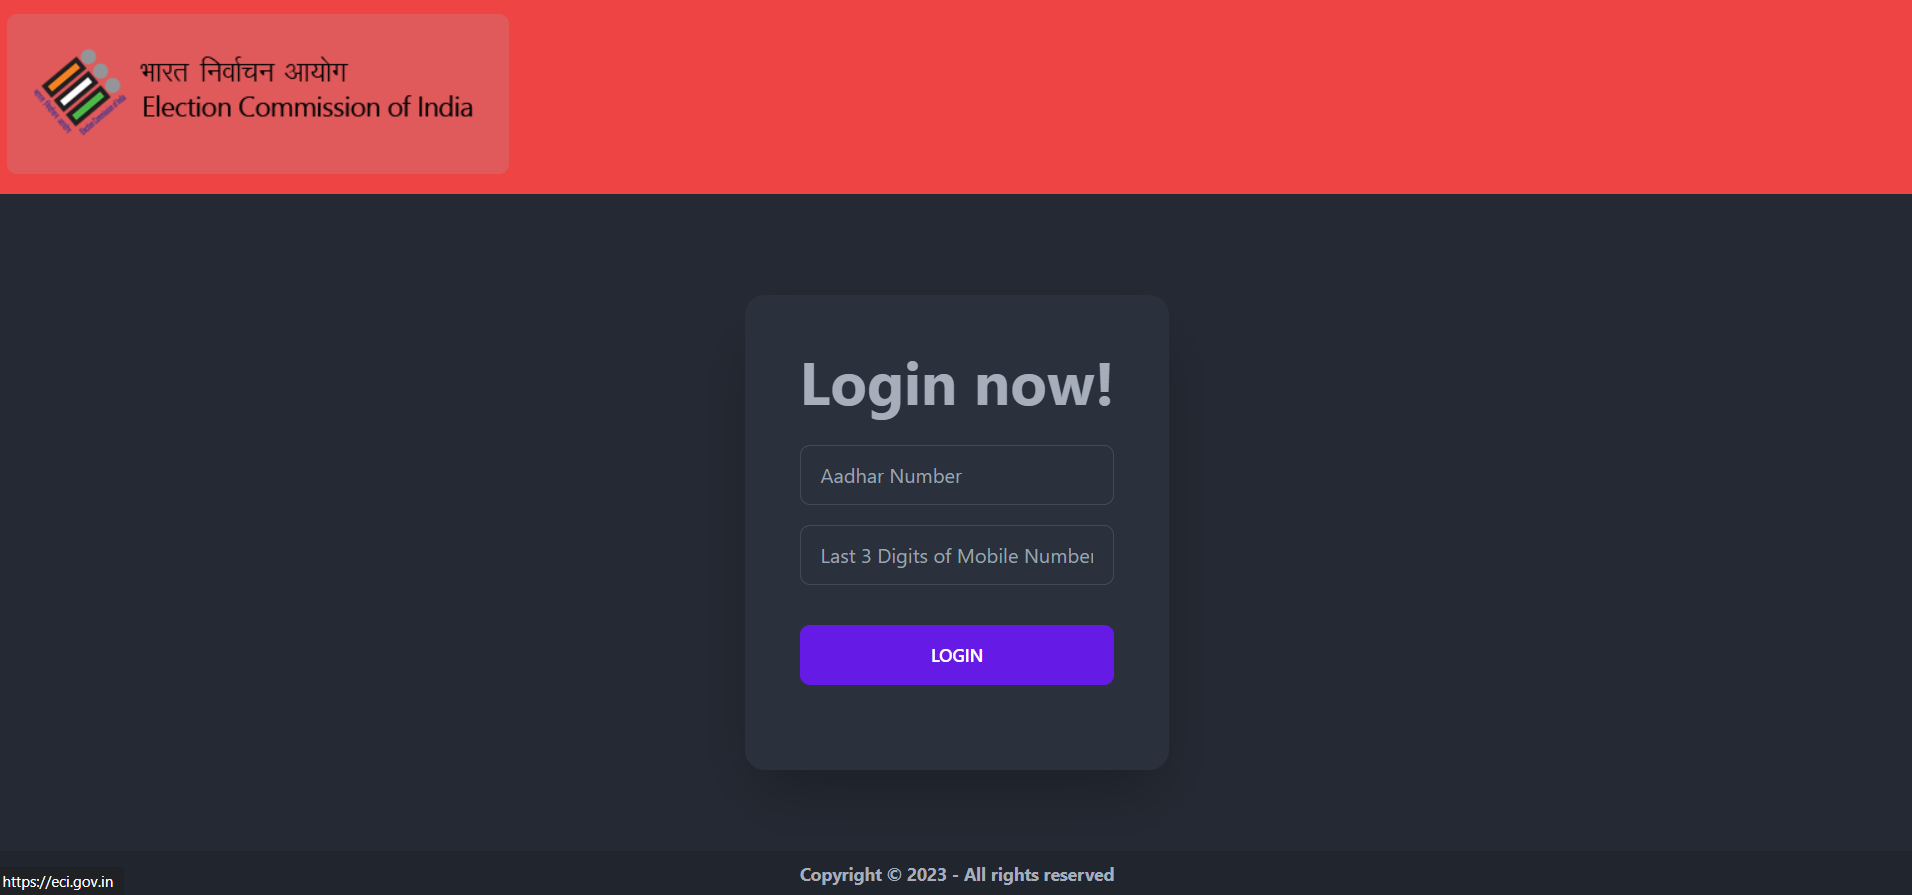 भारत निर्वाचन आयोग
Election Commission of India
Login now!
Aadhar Number
Last 3 Digits of Mobile Number
LOGIN
Copyright © 2023 - All rights reserved
https://eci.gov.in